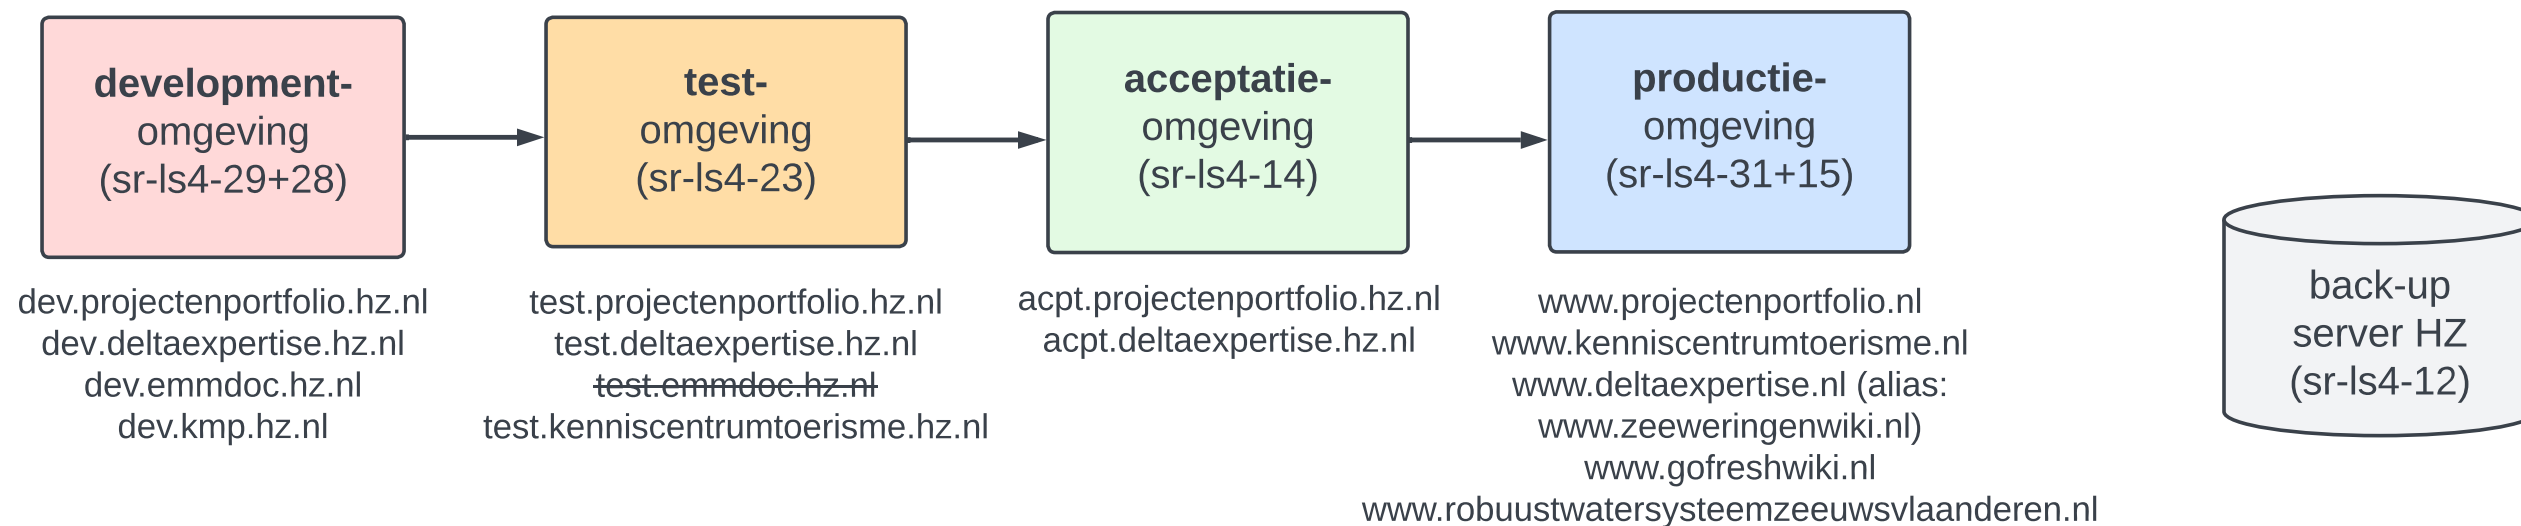 development-
omgeving
(sr-ls4-29+28)
test-
omgeving
(sr-ls4-23)
acceptatie-
omgeving
(sr-ls4-14)
productie-
omgeving
(sr-ls4-31+15)
dev.projectenportfolio.hz.nl
dev.deltaexpertise.hz.nl
dev.emmdoc.hz.nl
dev.kmp.hz.nl
test.projectenportfolio.hz.nl
test.deltaexpertise.hz.nl
test.emmdoc.hz.nl
test.kenniscentrumtoerisme.hz.nl
acpt.projectenportfolio.hz.nl
acpt.deltaexpertise.hz.nl
www.projectenportfolio.nl
www.kenniscentrumtoerisme.nl
www.deltaexpertise.nl (alias:
www.zeeweringenwiki.nl)
www.gofreshwiki.nl
www.robuustwatersysteemzeeuwsvlaanderen.nl
back-up
server HZ
(sr-ls4-12)